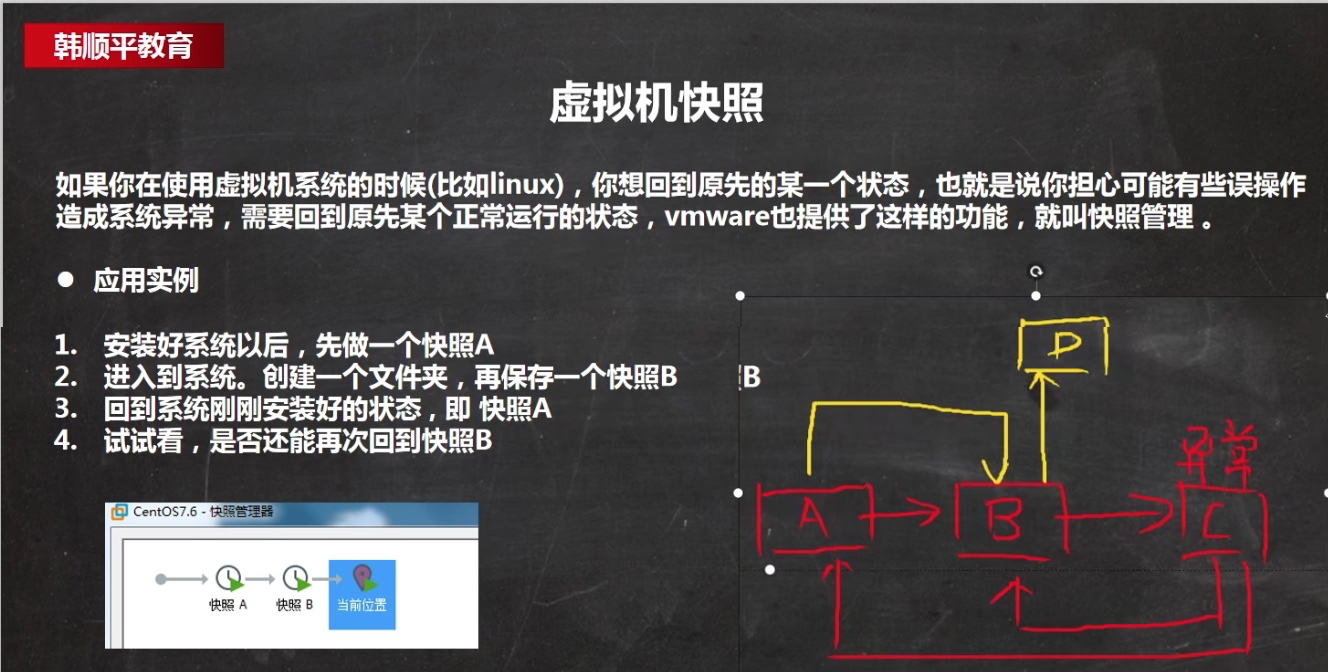 韩顺平教育
虚拟机快照
如果你在使用虚拟机系统的时候(比如linux)，你想回到原先的某一个状态，也就是说你担心可能有些误操作
造成系统异常，需要回到原先某个正常运行的状态，vmware也提供了这样的功能，就叫快照管理 。
● 应用实例
1. 安装好系统以后，先做一个快照A
2. 进入到系统。创建一个文件夹，再保存一个快照B
B
3. 回到系统刚刚安装好的状态，即 快照A
4. 试试看，是否还能再次回到快照B
D
异常
A
B
C
CentOS7.6 - 快照管理器
快照 A
快照 B
当前位置